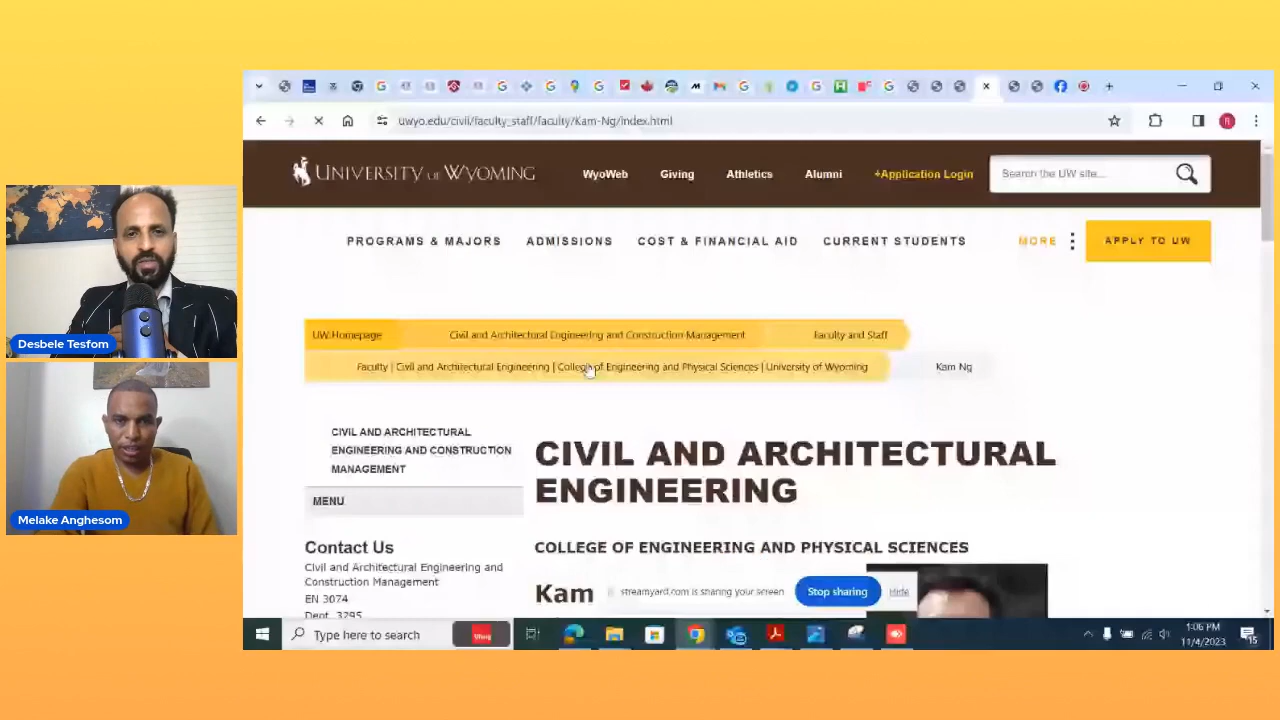 uwyo.edu/civil/faculty_staff/faculty/Kam-Ng/index.html
UNIVERSITY OF WYOMING
WyoWeb
Giving
Athletics
Alumni
+Application Login
Search the UW site...
PROGRAMS & MAJORS
ADMISSIONS
COST & FINANCIAL AID
CURRENT STUDENTS
MORE
APPLY TO UW
UW Homepage
Civil and Architectural Engineering and Construction Management
Faculty and Staff
Faculty | Civil and Architectural Engineering | College of Engineering and Physical Sciences | University of Wyoming
Kam Ng
CIVIL AND ARCHITECTURAL
ENGINEERING AND CONSTRUCTION
MANAGEMENT
MENU
Contact Us
Civil and Architectural Engineering and
Construction Management
EN 3074
Dept. 3295
CIVIL AND ARCHITECTURAL
ENGINEERING
COLLEGE OF ENGINEERING AND PHYSICAL SCIENCES
Kam
streamyard.com is sharing your screen
Stop sharing
Hide
Type here to search
1:06 PM
11/4/2023
15
R
Desbele Tesfom
Melake Anghesom